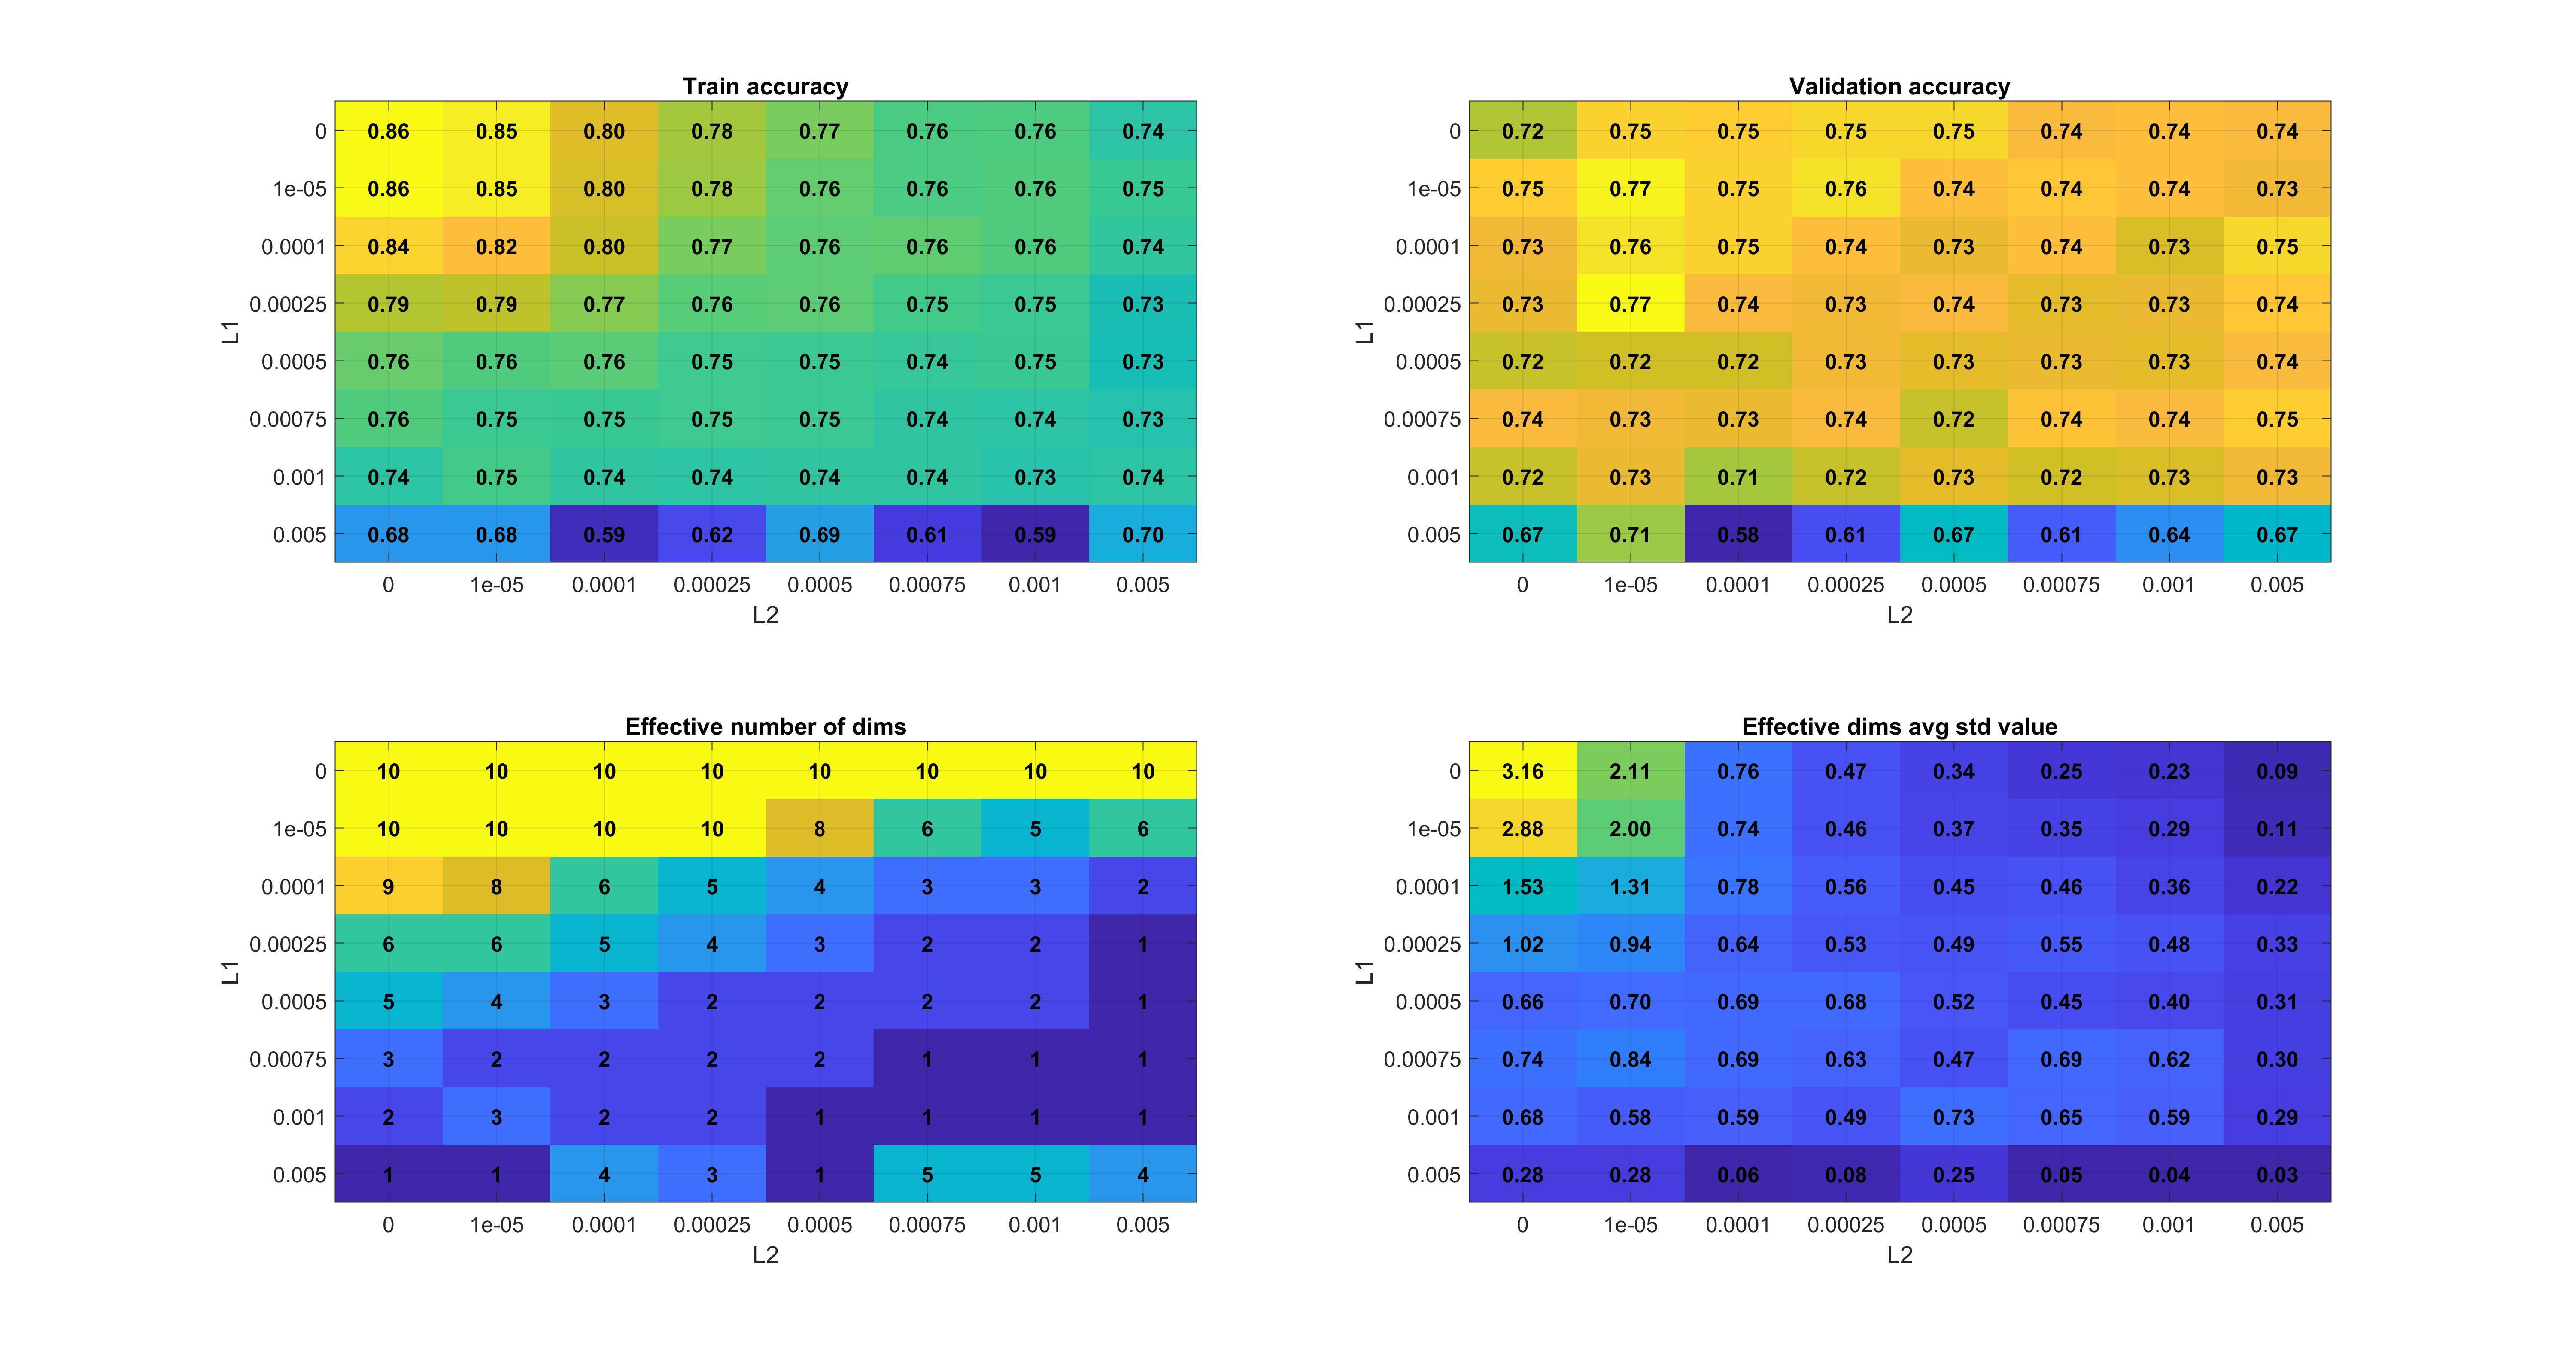 Train accuracy
0 0.86 0.85 0.80 0.78 0.77 0.76 0.76 0.74
1e-05 0.86 0.85 0.80 0.78 0.76 0.76 0.76 0.75
0.0001 0.84 0.82 0.80 0.77 0.76 0.76 0.76 0.74
0.00025 0.79 0.79 0.77 0.76 0.76 0.75 0.75 0.73
0.0005 0.76 0.76 0.76 0.75 0.75 0.74 0.75 0.73
0.00075 0.76 0.75 0.75 0.75 0.75 0.74 0.74 0.73
0.001 0.74 0.75 0.74 0.74 0.74 0.74 0.73 0.74
0.005 0.68 0.68 0.59 0.62 0.69 0.61 0.59 0.70
0 1e-05 0.0001 0.00025 0.0005 0.00075 0.001 0.005
L1
L2
Validation accuracy
0 0.72 0.75 0.75 0.75 0.75 0.74 0.74 0.74
1e-05 0.75 0.77 0.75 0.76 0.74 0.74 0.74 0.73
0.0001 0.73 0.76 0.75 0.74 0.73 0.74 0.73 0.75
0.00025 0.73 0.77 0.74 0.73 0.74 0.73 0.73 0.74
0.0005 0.72 0.72 0.72 0.73 0.73 0.73 0.73 0.74
0.00075 0.74 0.73 0.73 0.74 0.72 0.74 0.74 0.75
0.001 0.72 0.73 0.71 0.72 0.73 0.72 0.73 0.73
0.005 0.67 0.71 0.58 0.61 0.67 0.61 0.64 0.67
0 1e-05 0.0001 0.00025 0.0005 0.00075 0.001 0.005
L1
L2
Effective number of dims
0 10 10 10 10 10 10 10 10
1e-05 10 10 10 10 8 6 5 6
0.0001 9 8 6 5 4 3 3 2
0.00025 6 6 5 4 3 2 2 1
0.0005 5 4 3 2 2 2 2 1
0.00075 3 2 2 2 2 1 1 1
0.001 2 3 2 2 1 1 1 1
0.005 1 1 4 3 1 5 5 4
0 1e-05 0.0001 0.00025 0.0005 0.00075 0.001 0.005
L1
L2
Effective dims avg std value
0 3.16 2.11 0.76 0.47 0.34 0.25 0.23 0.09
1e-05 2.88 2.00 0.74 0.46 0.37 0.35 0.29 0.11
0.0001 1.53 1.31 0.78 0.56 0.45 0.46 0.36 0.22
0.00025 1.02 0.94 0.64 0.53 0.49 0.55 0.48 0.33
0.0005 0.66 0.70 0.69 0.68 0.52 0.45 0.40 0.31
0.00075 0.74 0.84 0.69 0.63 0.47 0.69 0.62 0.30
0.001 0.68 0.58 0.59 0.49 0.73 0.65 0.59 0.29
0.005 0.28 0.28 0.06 0.08 0.25 0.05 0.04 0.03
0 1e-05 0.0001 0.00025 0.0005 0.00075 0.001 0.005
L1
L2